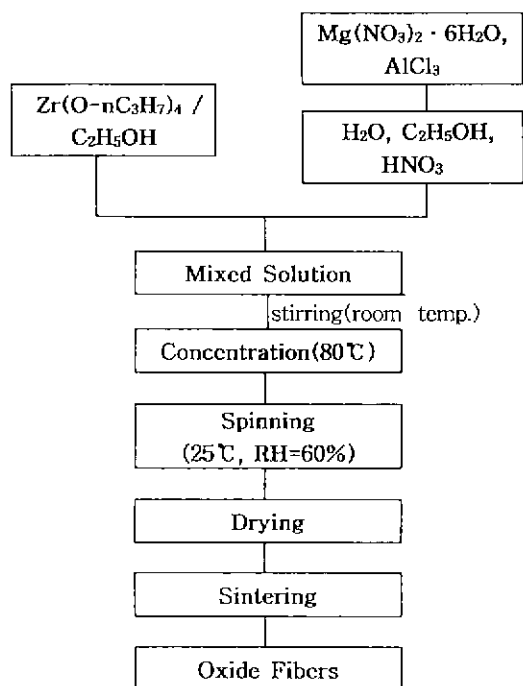 Mg(NO₃)₂ · 6H₂O,
AlCl₃
Zr(O-nC₃H₇)₄ /
C₂H₅OH
H₂O, C₂H₅OH,
HNO₃
Mixed Solution
stirring(room temp.)
Concentration(80℃)
Spinning
(25℃, RH=60%)
Drying
Sintering
Oxide Fibers